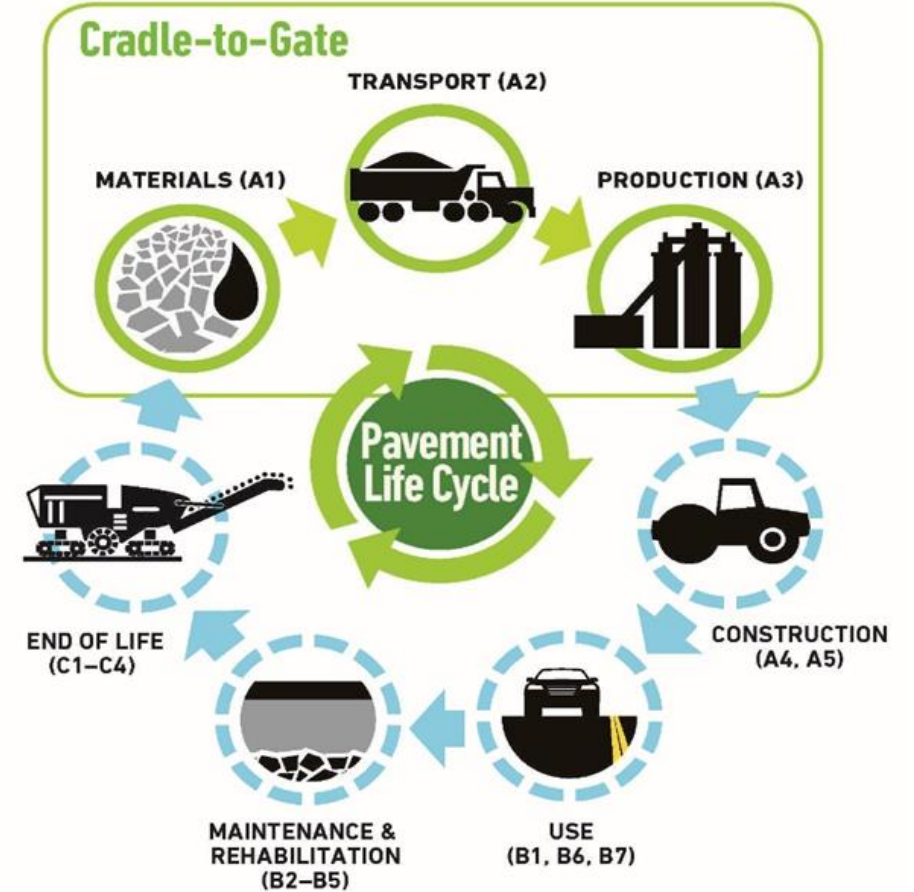 Cradle-to-Gate
TRANSPORT (A2)
MATERIALS (A1)
PRODUCTION (A3)
Pavement
Life Cycle
CONSTRUCTION
(A4, A5)
END OF LIFE
(C1–C4)
USE
(B1, B6, B7)
MAINTENANCE &
REHABILITATION
(B2–B5)